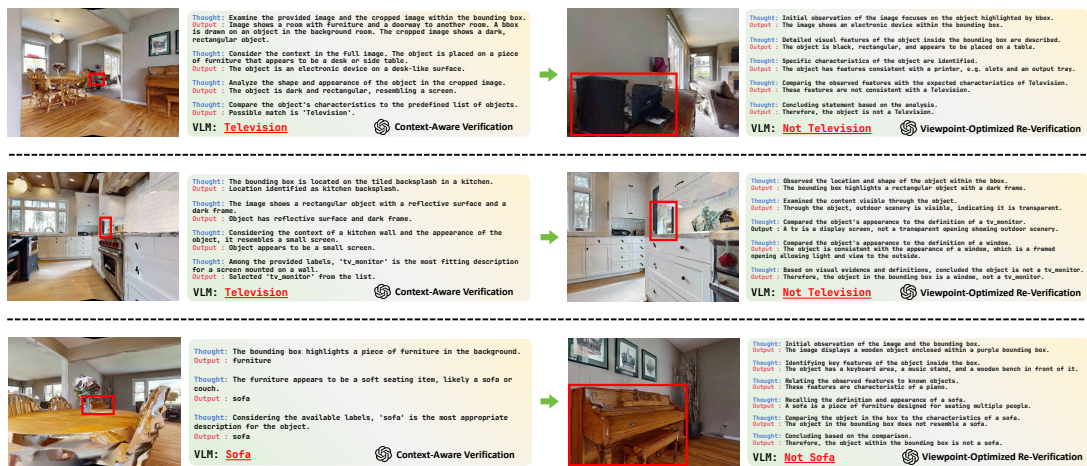 Thought: Examine the provided image and the cropped image within the bounding box.
Output : Image shows a room with furniture and a doorway to another room. A bbox
is drawn on an object in the background room. The cropped image shows a dark,
rectangular object.
Thought: Consider the context in the full image. The object is placed on a piece
of furniture that appears to be a desk or side table.
Output : The object is an electronic device on a desk-like surface.
Thought: Analyze the shape and appearance of the object in the cropped image.
Output : The object is dark and rectangular, resembling a screen.
Thought: Compare the object's characteristics to the predefined list of objects.
Output : Possible match is 'Television'.
VLM: Television
Context-Aware Verification
Thought: Initial observation of the image focuses on the object highlighted by bbox.
Output : The image shows an electronic device within the bounding box.
Thought: Detailed visual features of the object inside the bounding box are described.
Output : The object is black, rectangular, and appears to be placed on a table.
Thought: Specific characteristics of the object are identified.
Output : The object has features consistent with a printer, e.g. slots and an output tray.
Thought: Comparig the observed features with the expected characteristics of Television.
Output : These features are not consistent with a Television.
Thought: Concluding statement based on the analysis.
Output : Therefore, the object is not a Television.
VLM: Not Television
Viewpoint-Optimized Re-Verification
Thought: The bounding box is located on the tiled backsplash in a kitchen.
Output : Location identified as kitchen backsplash.
Thought: The image shows a rectangular object with a reflective surface and a
dark frame.
Output : Object has reflective surface and dark frame.
Thought: Considering the context of a kitchen wall and the appearance of the
object, it resembles a small screen.
Output : Object appears to be a small screen.
Thought: Among the provided labels, 'tv_monitor' is the most fitting description
for a screen mounted on a wall.
Output : Selected 'tv_monitor' from the list.
VLM: Television
Context-Aware Verification
Thought: Observed the location and shape of the object within the bbox.
Output : The bounding box highlights a rectangular object with a dark frame.
Thought: Examined the content visible through the object.
Output : Through the object, outdoor scenery is visible, indicating it is transparent.
Thought: Compared the object's appearance to the definition of a tv_monitor.
Output : A tv is a display screen, not a transparent opening showing outdoor scenery.
Thought: Compared the object's appearance to the definition of a window.
Output : The object is consistent with the appearance of a window, which is a framed
opening allowing light and view to the outside.
Thought: Based on visual evidence and definitions, concluded the object is not a tv_monitor.
Output : Therefore, the object in the bounding box is a window, not a tv_monitor.
VLM: Not Television
Viewpoint-Optimized Re-Verification
Thought: The bounding box highlights a piece of furniture in the background.
Output : furniture
Thought: The furniture appears to be a soft seating item, likely a sofa or
couch.
Output : sofa
Thought: Considering the available labels, 'sofa' is the most appropriate
description for the object.
Output : sofa
VLM: Sofa
Context-Aware Verification
Thought: Initial observation of the image and the bounding box.
Output : The image displays a wooden object enclosed within a purple bounding box.
Thought: Identifying key features of the object inside the box.
Output : The object has a keyboard area, a music stand, and a wooden bench in front of it.
Thought: Relating the observed features to known objects.
Output : These features are characteristic of a piano.
Thought: Recalling the definition and appearance of a sofa.
Output : A sofa is a piece of furniture designed for seating multiple people.
Thought: Comparing the object in the box to the characteristics of a sofa.
Output : The object in the bounding box does not resemble a sofa.
Thought: Concluding based on the comparison.
Output : Therefore, the object within the bounding box is not a sofa.
VLM: Not Sofa
Viewpoint-Optimized Re-Verification